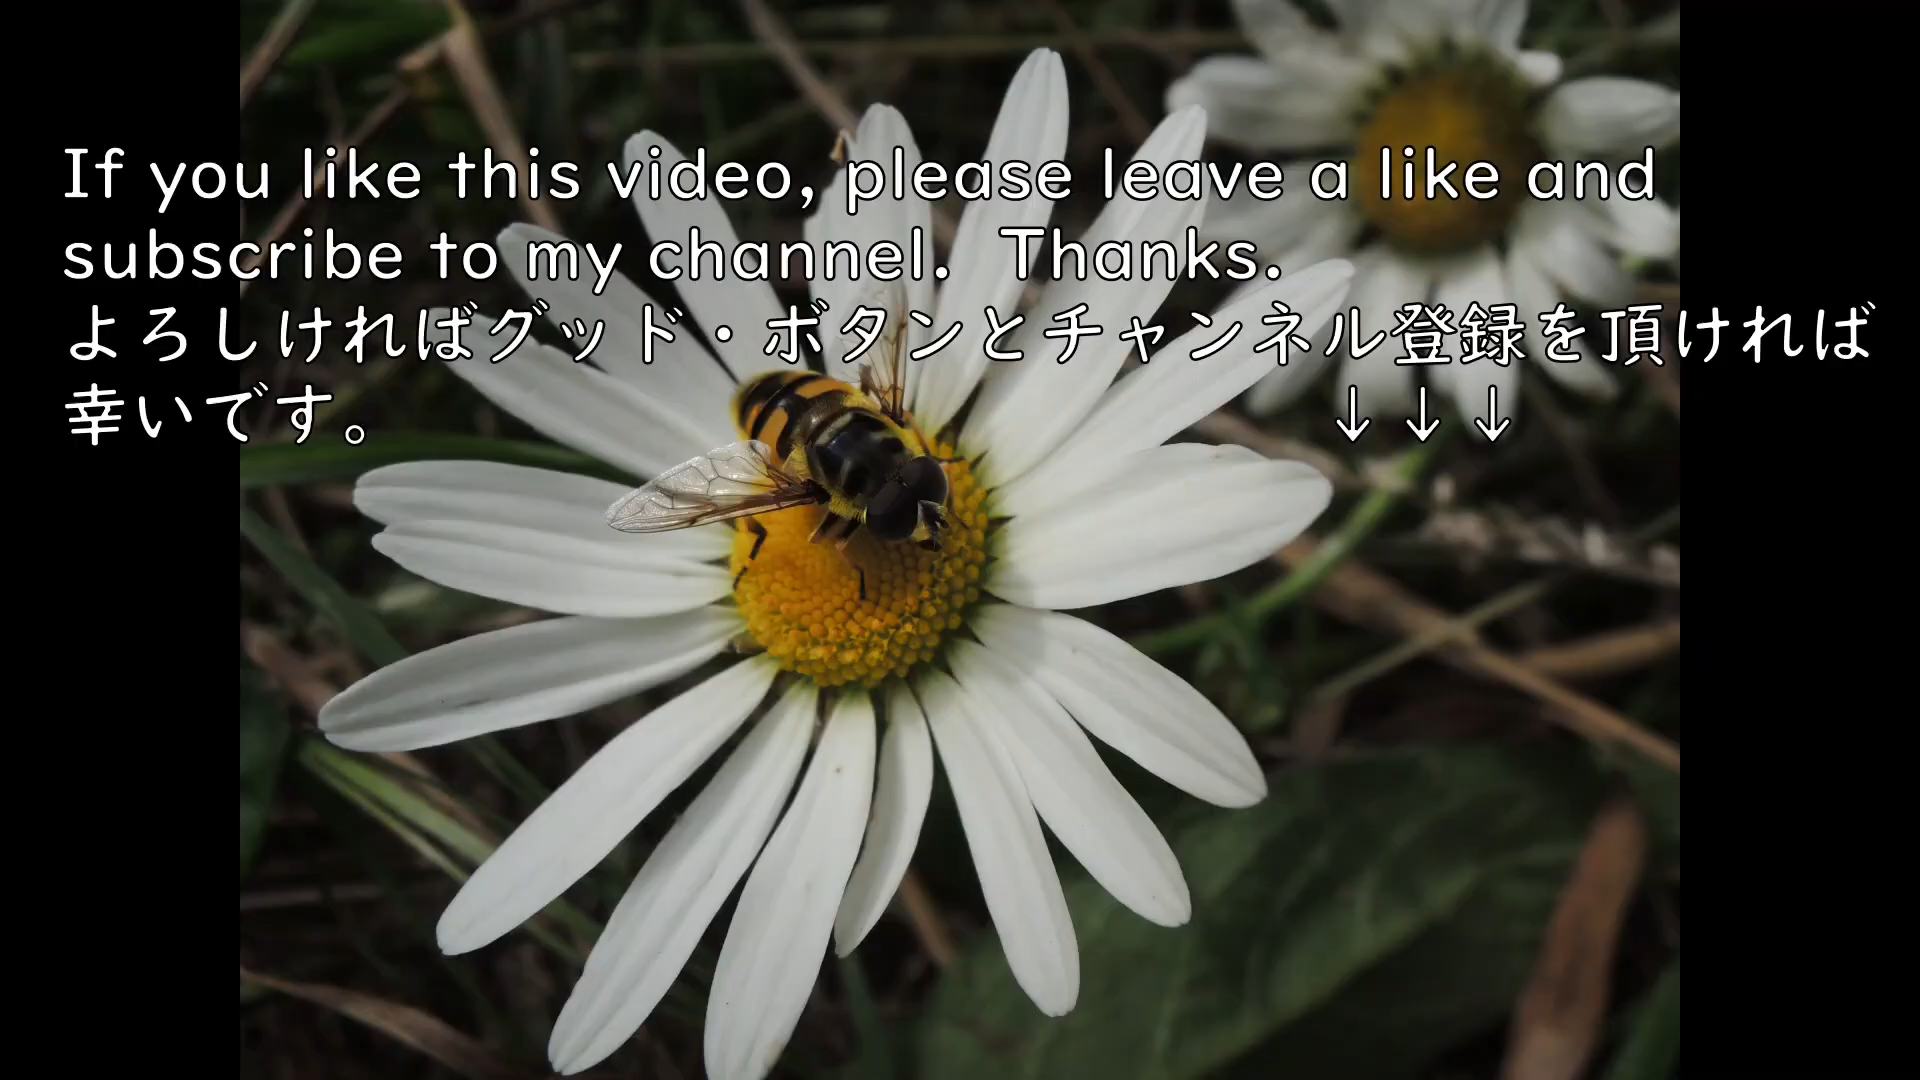 If you like this video, please leave a like and
subscribe to my channel.  Thanks.
よろしければグッド・ボタンとチャンネル登録を頂ければ
幸いです。 ↓ ↓ ↓